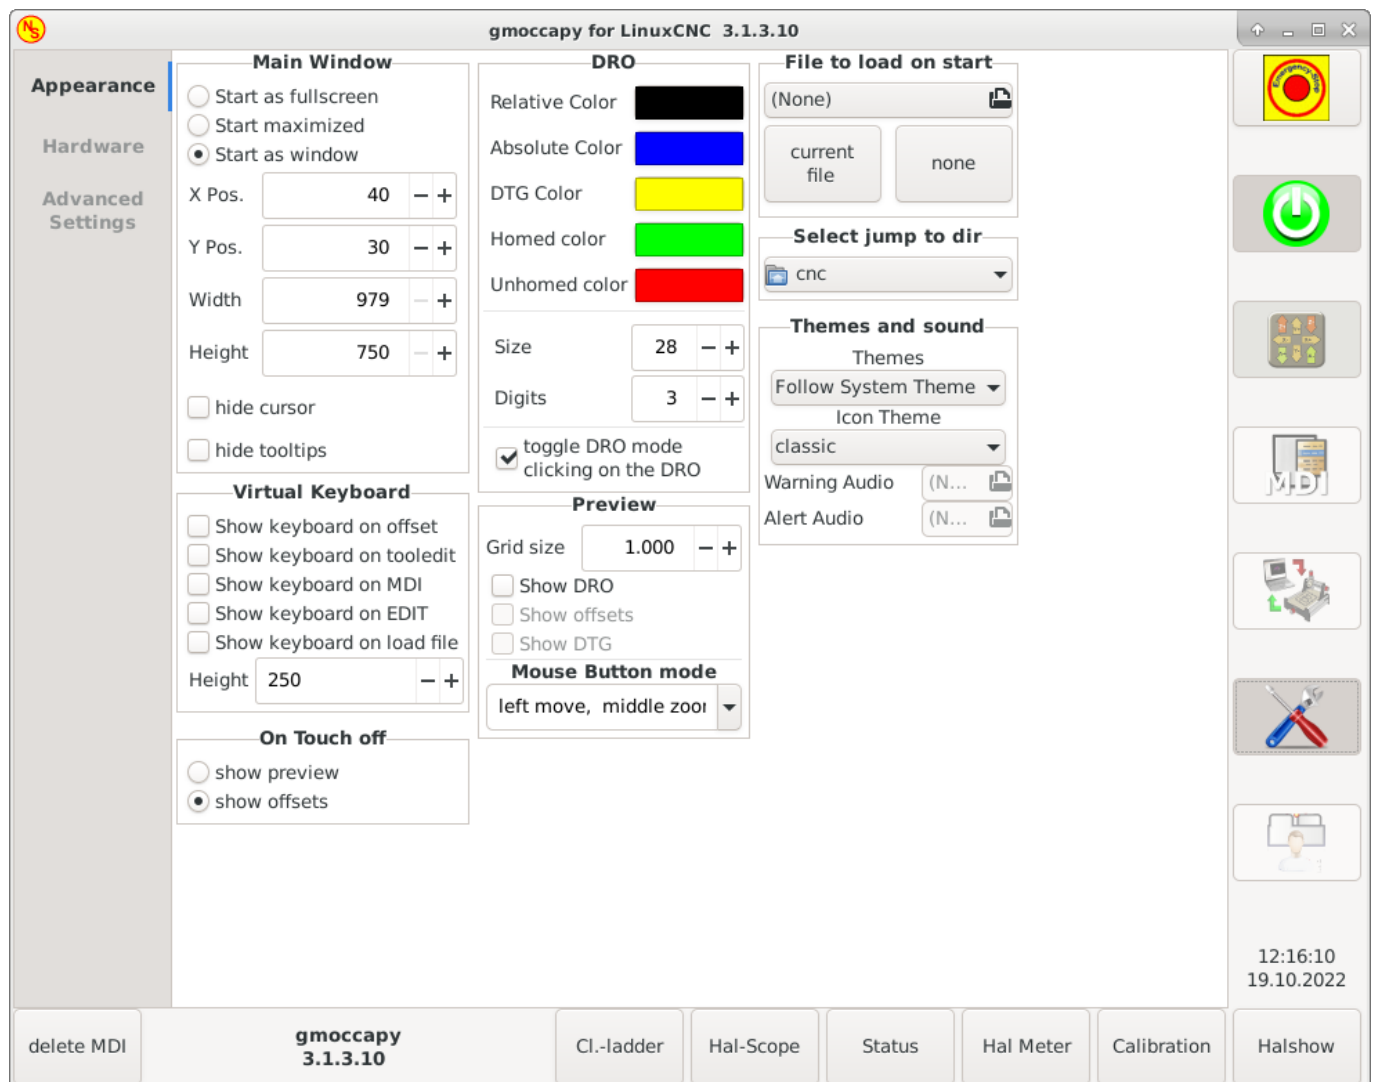 NS
gmoccapy for LinuxCNC 3.1.3.10
Appearance
Hardware
Advanced
Settings
Main Window
Start as fullscreen
Start maximized
Start as window
X Pos. 40
Y Pos. 30
Width 979
Height 750
hide cursor
hide tooltips
Virtual Keyboard
Show keyboard on offset
Show keyboard on tooledit
Show keyboard on MDI
Show keyboard on EDIT
Show keyboard on load file
Height 250
On Touch off
show preview
show offsets
DRO
Relative Color
Absolute Color
DTG Color
Homed color
Unhomed color
Size 28
Digits 3
toggle DRO mode
clicking on the DRO
Preview
Grid size 1.000
Show DRO
Show offsets
Show DTG
Mouse Button mode
left move, middle zoor
File to load on start
(None)
current
file
none
Select jump to dir
cnc
Themes and sound
Themes
Follow System Theme
Icon Theme
classic
Warning Audio (N...
Alert Audio (N...
Emergency-Stop
MDI
12:16:10
19.10.2022
delete MDI
gmoccapy
3.1.3.10
Cl.-ladder
Hal-Scope
Status
Hal Meter
Calibration
Halshow